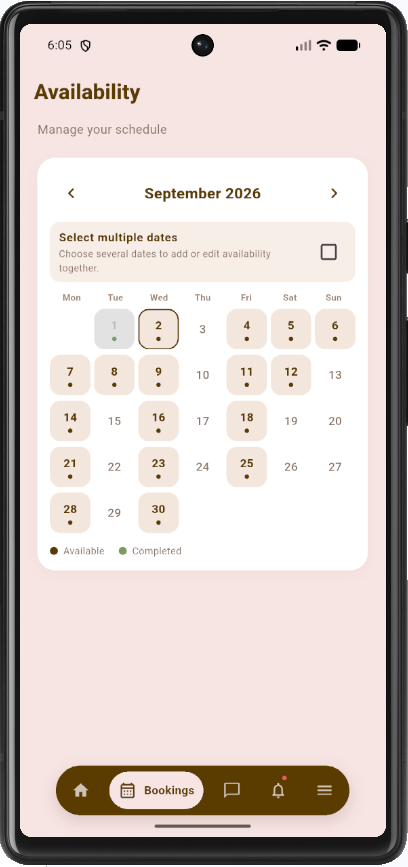 6:05
Availability
Manage your schedule
September 2026
Select multiple dates
Choose several dates to add or edit availability
together.
Mon Tue Wed Thu Fri Sat Sun
1 2 3 4 5 6
7 8 9 10 11 12 13
14 15 16 17 18 19 20
21 22 23 24 25 26 27
28 29 30
Available Completed
Bookings